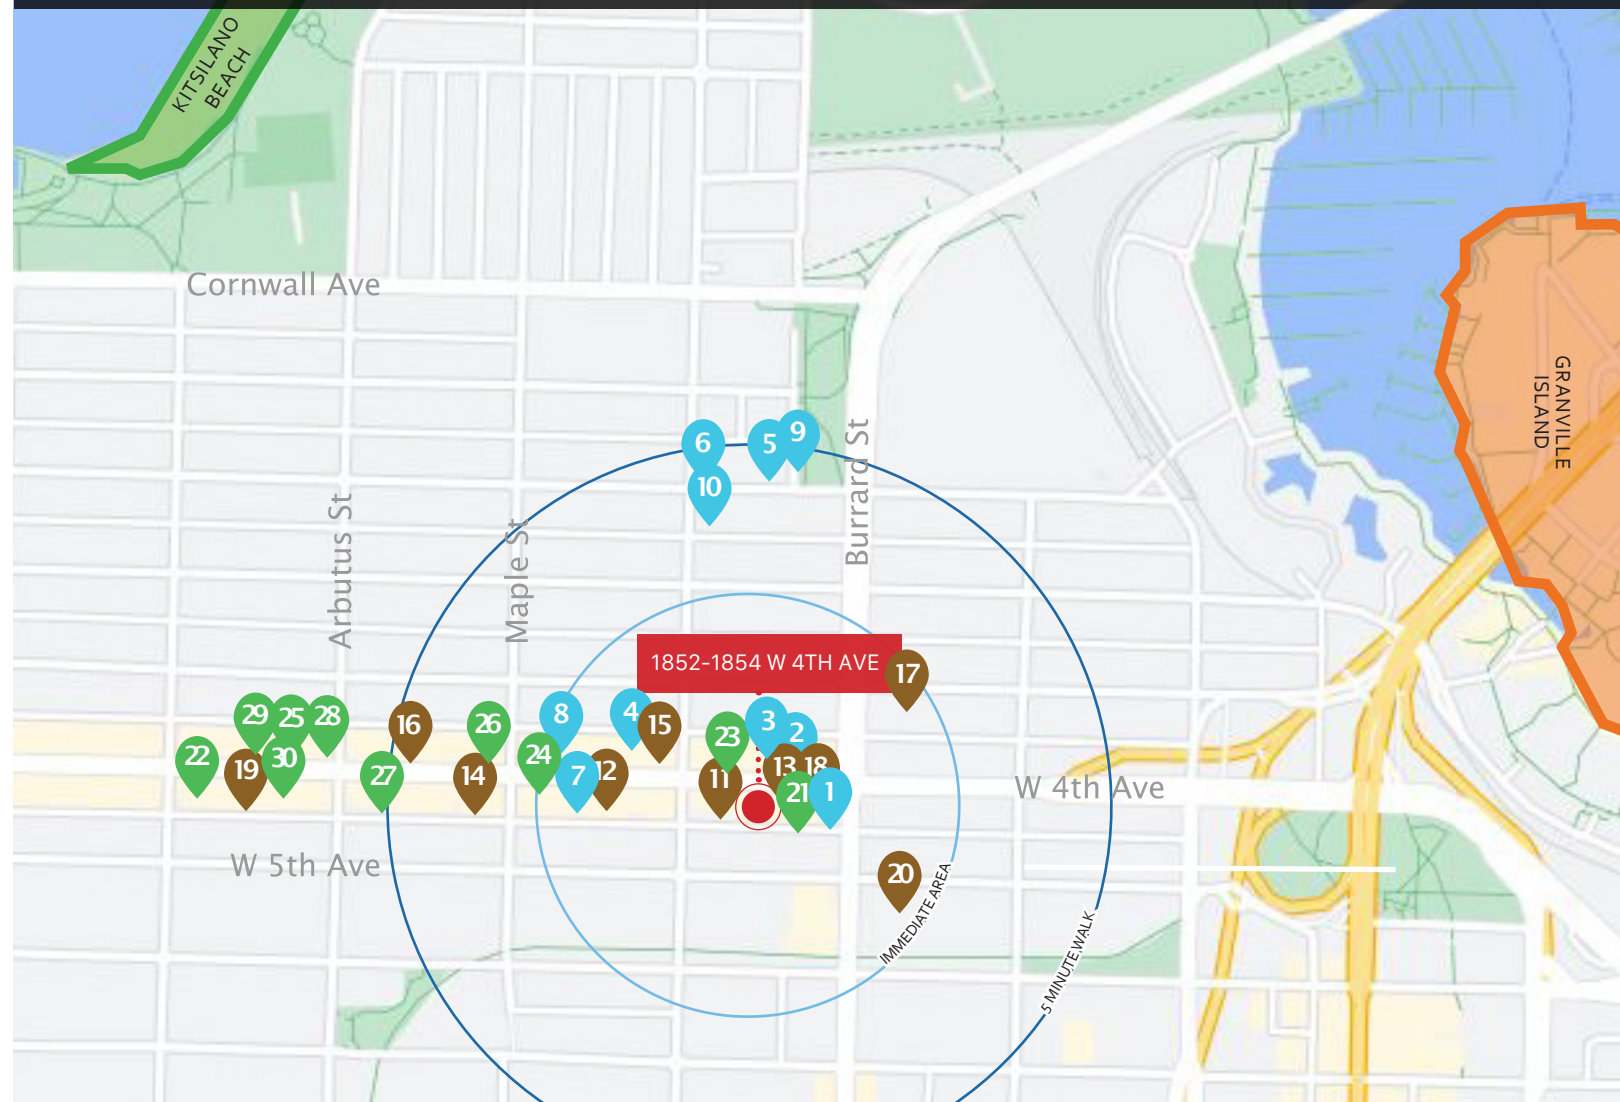 KITSILANO
BEACH
Cornwall Ave
GRANVILLE
ISLAND
6
5
9
10
Burrard St
Arbutus St
Maple St
1852-1854 W 4TH AVE
17
29
25
28
16
26
8
4
15
23
3
2
22
19
30
27
14
24
7
12
11
13
18
21
1
W 4th Ave
W 5th Ave
20
IMMEDIATE AREA
5 MINUTE WALK